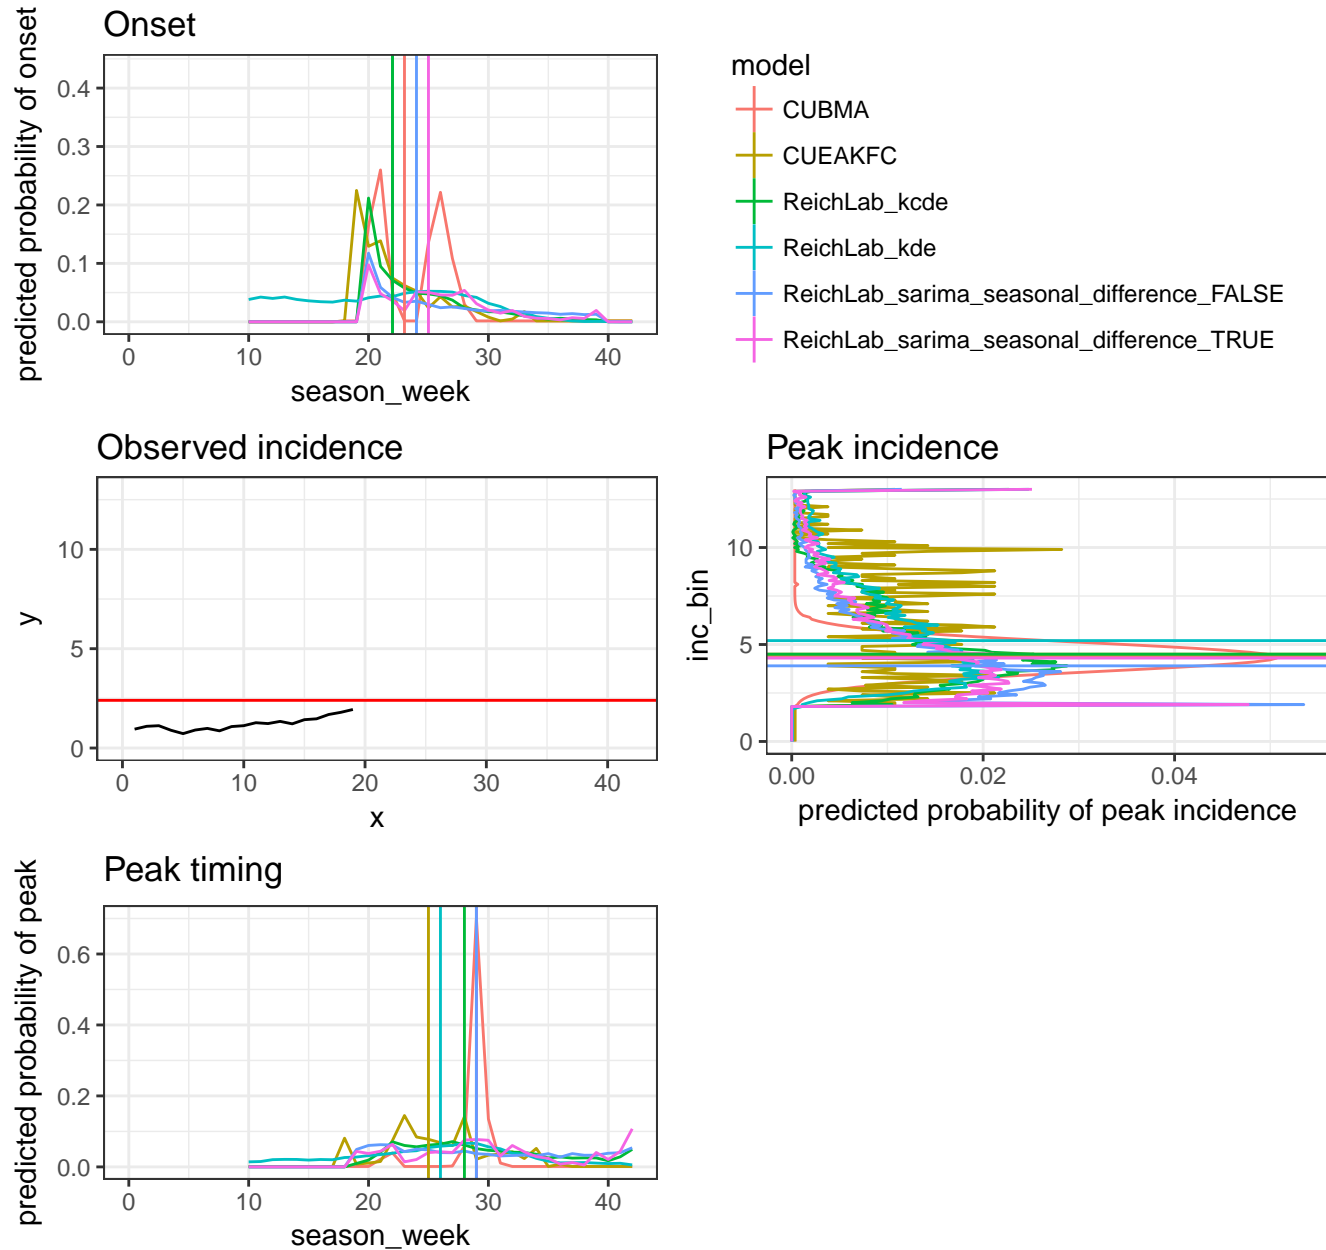 Onset
predicted probability of onset
0.4
0.3
0.2
0.1
0.0
0 10 20 30 40
season_week
model
CUBMA
CUEAKFC
ReichLab_kcde
ReichLab_kde
ReichLab_sarima_seasonal_difference_FALSE
ReichLab_sarima_seasonal_difference_TRUE
Observed incidence
y
10
5
0
0 10 20 30 40
x
Peak incidence
inc_bin
10
5
0
0.00 0.02 0.04
predicted probability of peak incidence
Peak timing
predicted probability of peak
0.6
0.4
0.2
0.0
0 10 20 30 40
season_week